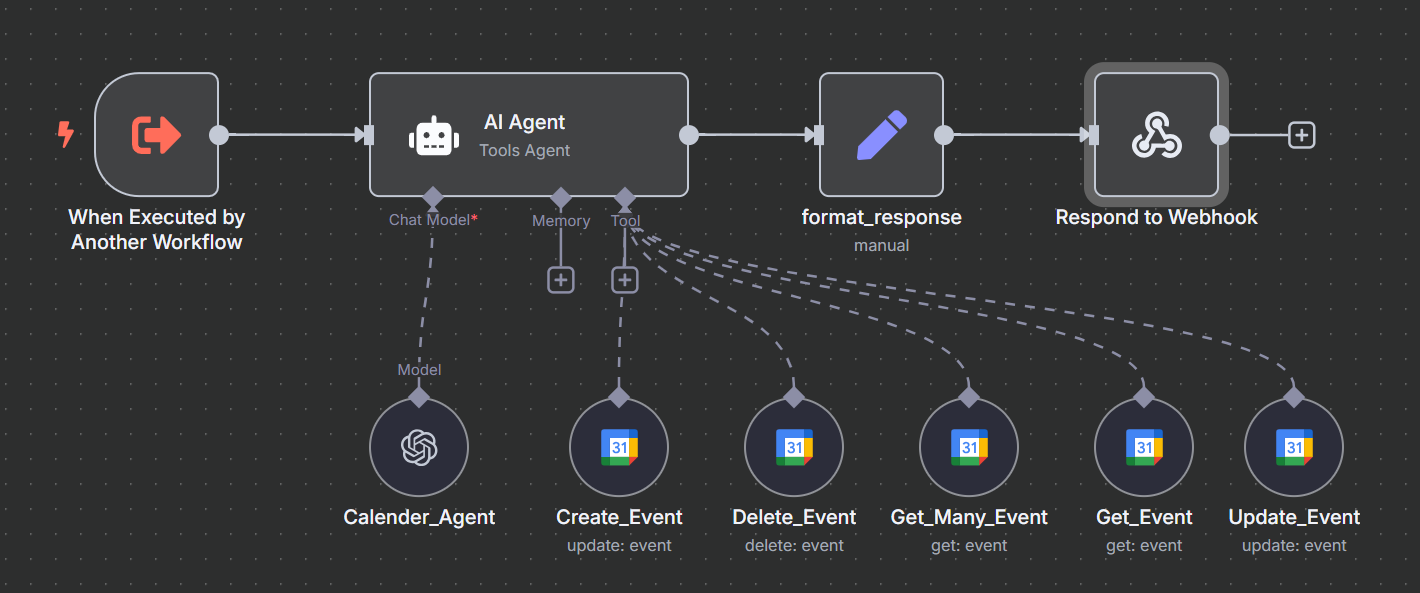 AI Agent
Tools Agent
Chat Model*
Memory
Tool
When Executed by
Another Workflow
format_response
manual
Respond to Webhook
Model
31
31
31
31
31
Calender_Agent
Create_Event
update: event
Delete_Event
delete: event
Get_Many_Event
get: event
Get_Event
get: event
Update_Event
update: event